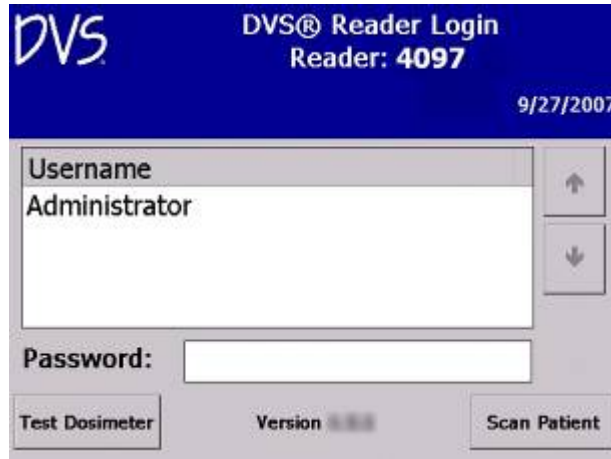 DVS
DVS® Reader Login
Reader: 4097
9/27/2007
Username
Administrator
Password:
Test Dosimeter
Version
Scan Patient